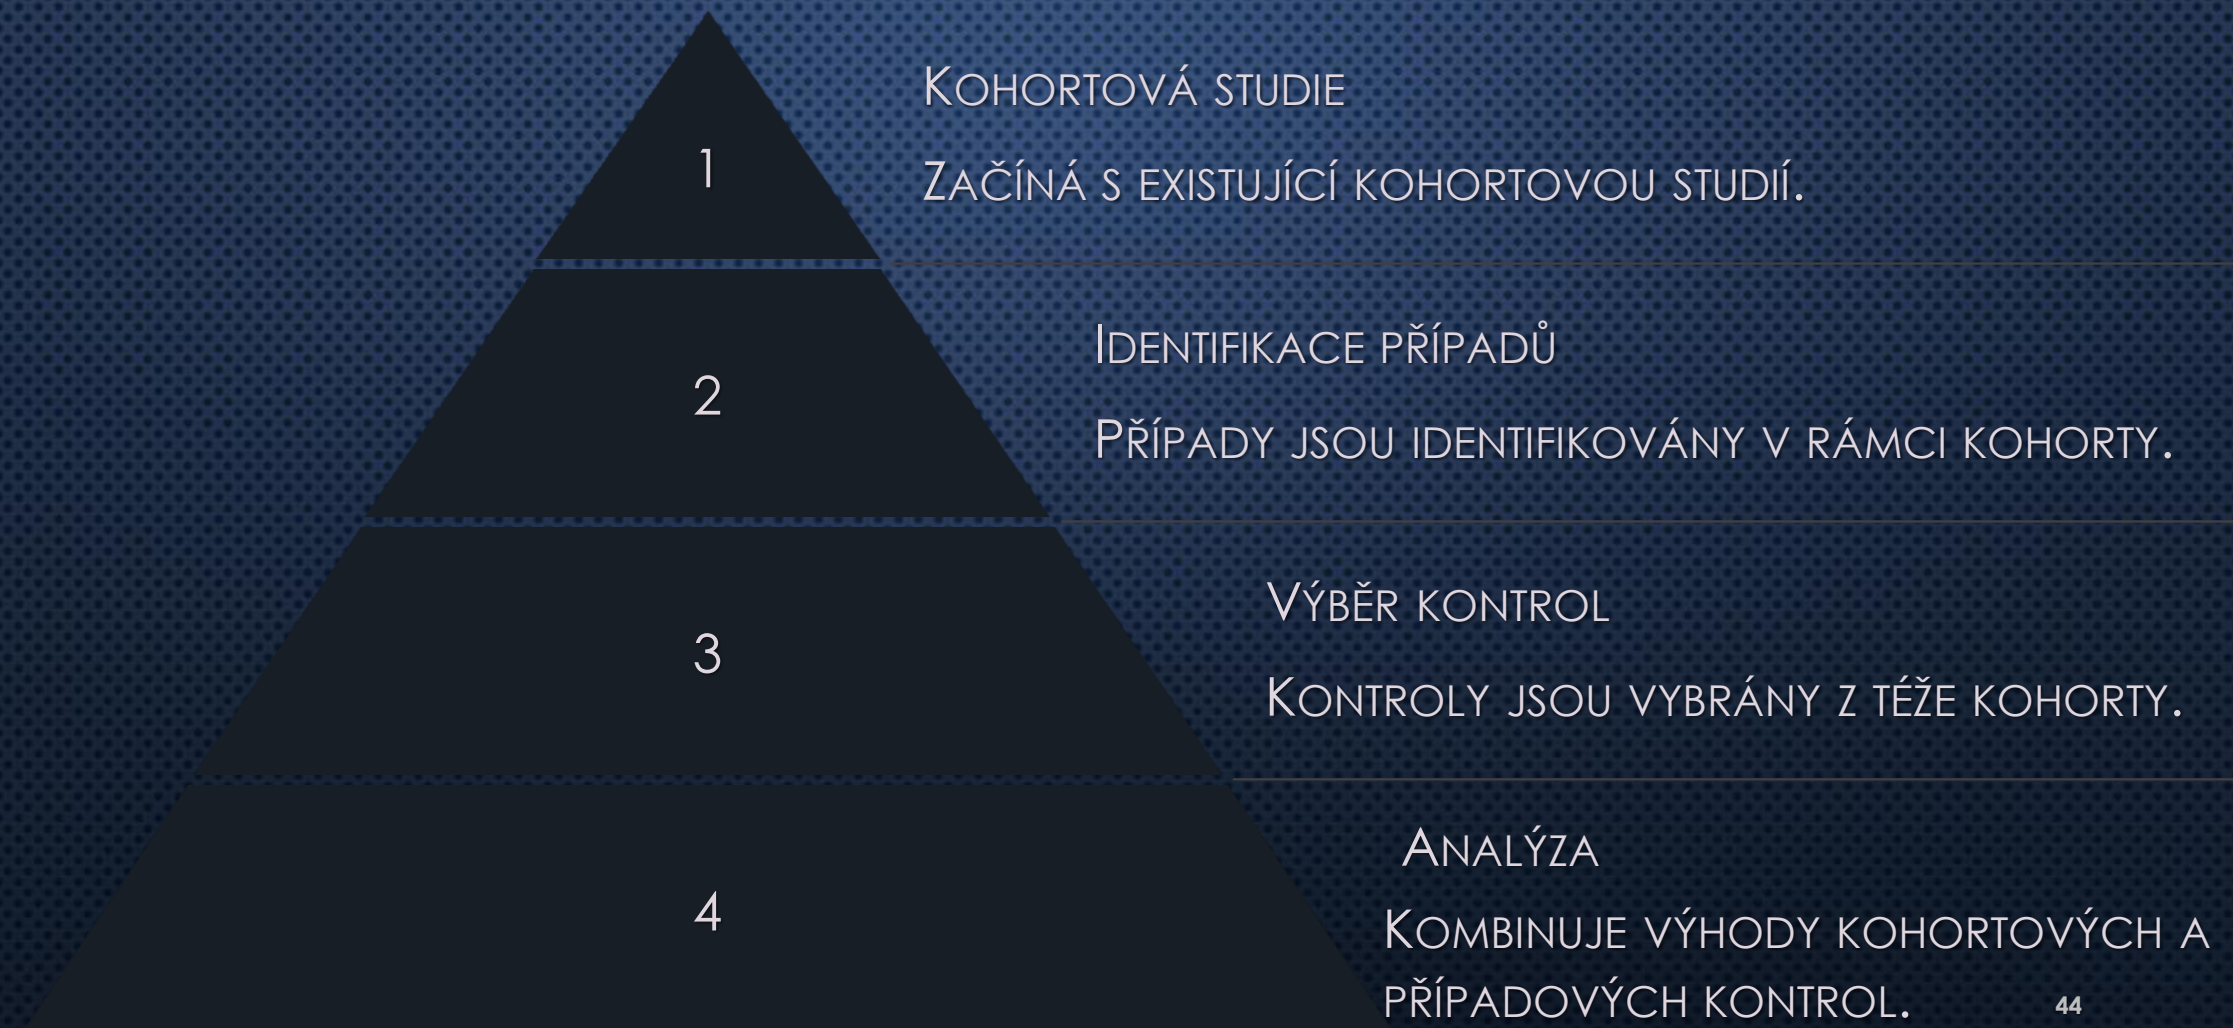 1
Kohortová studie
Začíná s existující kohortovou studií.
2
Identifikace případů
Případy jsou identifikovány v rámci kohorty.
3
Výběr kontrol
Kontroly jsou vybrány z téže kohorty.
4
Analýza
Kombinuje výhody kohortových a
případových kontrol.
44